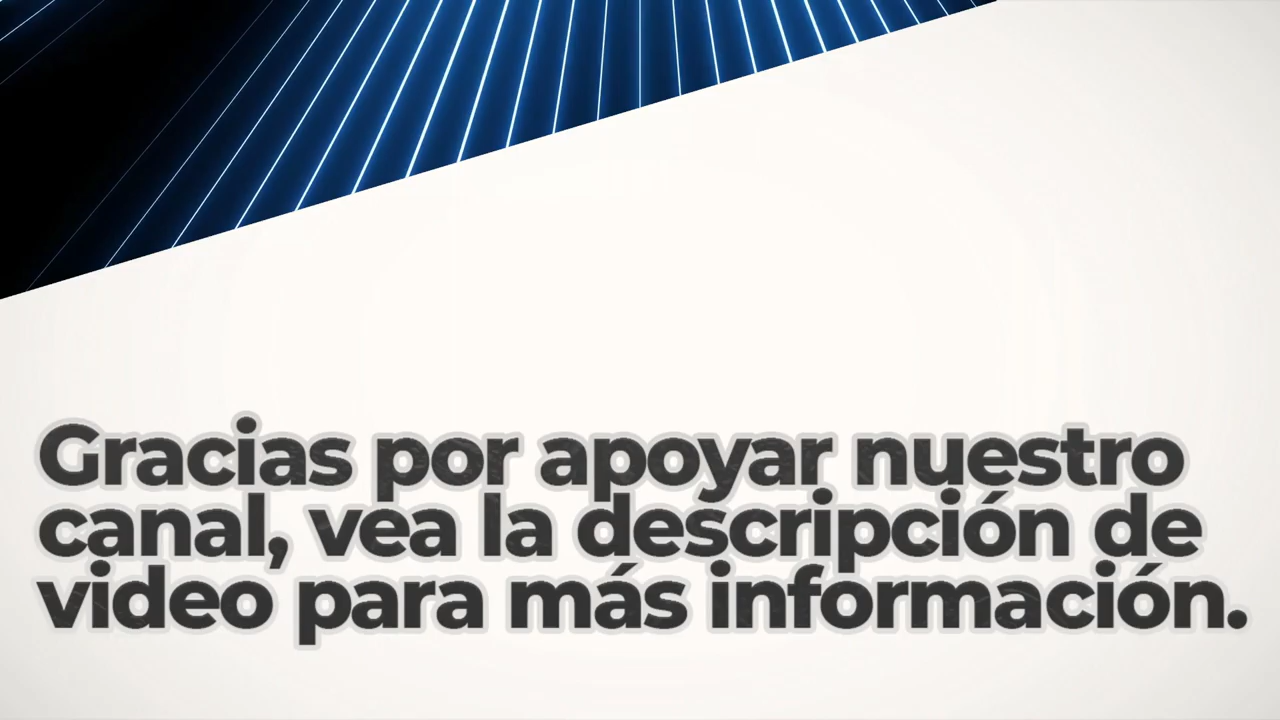 Gracias por apoyar nuestro
canal, vea la descripción de
video para más información.